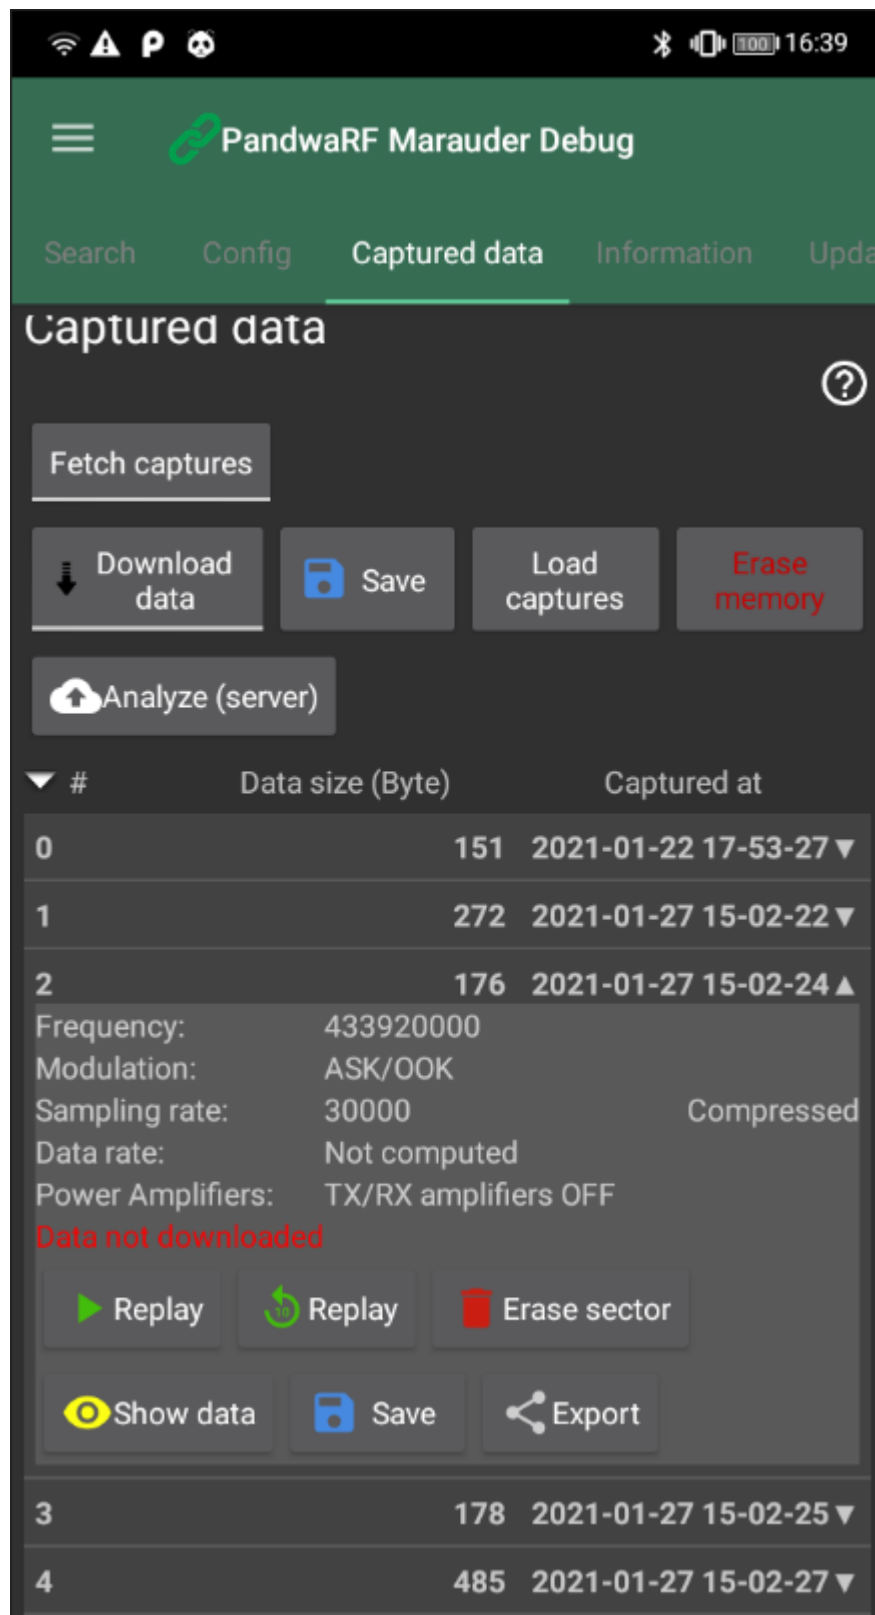 100 16:39
PandwaRF Marauder Debug
Search Config Captured data Information Upda
Captured data
Fetch captures
Download data
Save
Load captures
Erase memory
Analyze (server)
# Data size (Byte) Captured at
0 151 2021-01-22 17-53-27
1 272 2021-01-27 15-02-22
2 176 2021-01-27 15-02-24
Frequency: 433920000
Modulation: ASK/OOK
Sampling rate: 30000 Compressed
Data rate: Not computed
Power Amplifiers: TX/RX amplifiers OFF
Data not downloaded
Replay 10 Replay Erase sector
Show data Save Export
3 178 2021-01-27 15-02-25
4 485 2021-01-27 15-02-27